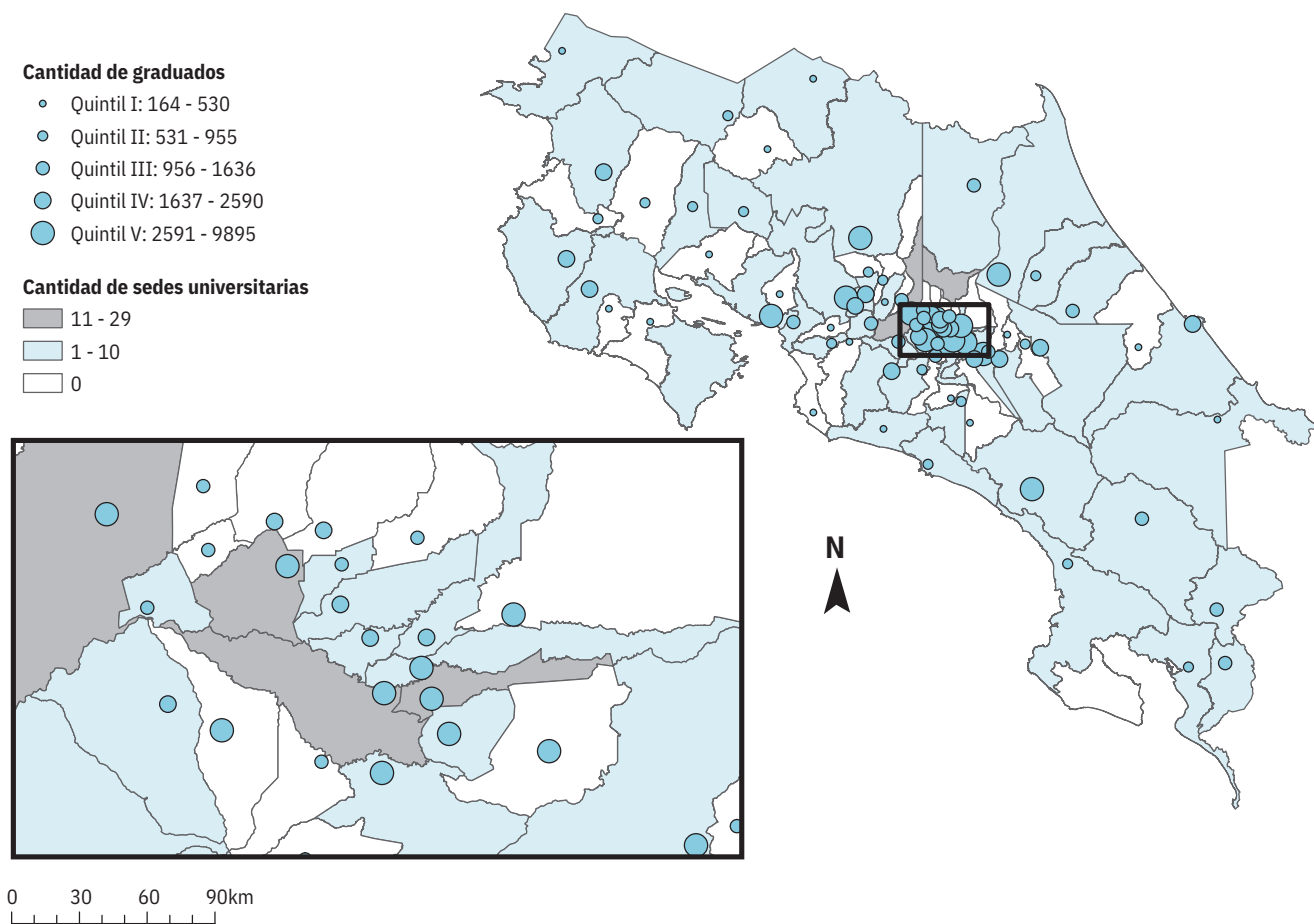 Cantidad de graduados
Quintil I: 164 - 530
Quintil II: 531 - 955
Quintil III: 956 - 1636
Quintil IV: 1637 - 2590
Quintil V: 2591 - 9895
Cantidad de sedes universitarias
11 - 29
1 - 10
0
N
0 30 60 90km